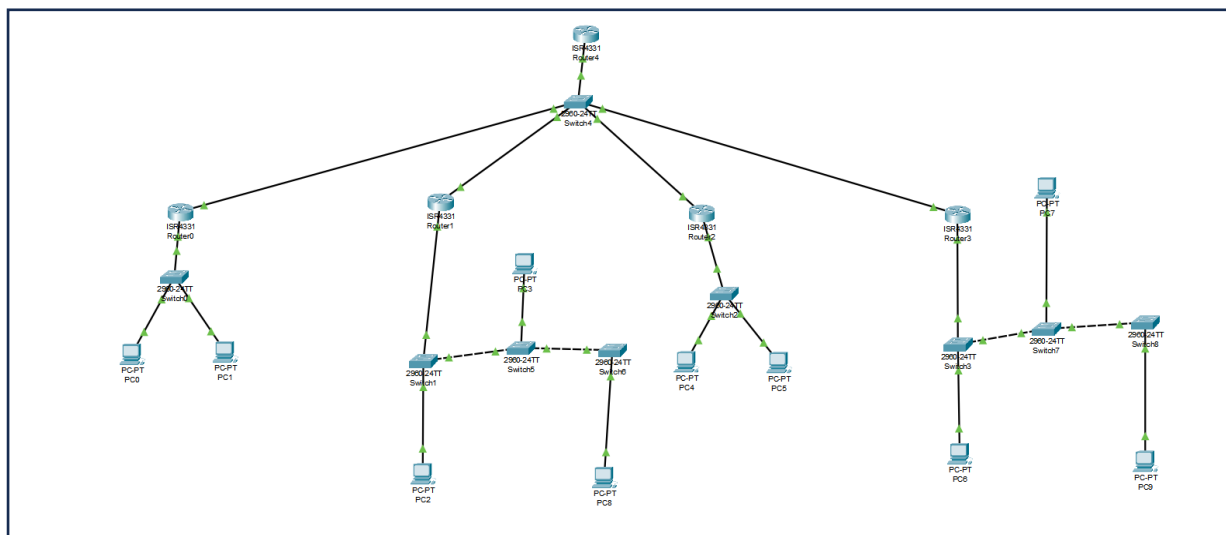 ISR4331
Router4
2960-24TT
Switch4
ISR4331
Router0
ISR4331
Router1
ISR4331
Router2
ISR4331
Router3
PC-PT
PC7
2960-24TT
Switch0
PC-PT
PC3
2960-24TT
Switch2
PC-PT
PC0
PC-PT
PC1
2960-24TT
Switch1
2960-24TT
Switch5
2960-24TT
Switch6
PC-PT
PC4
PC-PT
PC5
2960-24TT
Switch3
2960-24TT
Switch7
2960-24TT
Switch8
PC-PT
PC2
PC-PT
PC8
PC-PT
PC6
PC-PT
PC9